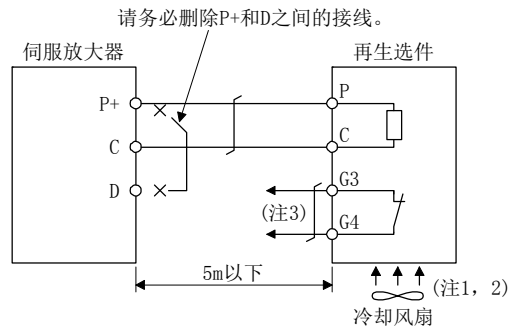 请务必删除P+和D之间的接线。
伺服放大器
再生选件
P+
P
C
C
D
G3
(注3)
G4
5m以下
(注1，2)
冷却风扇